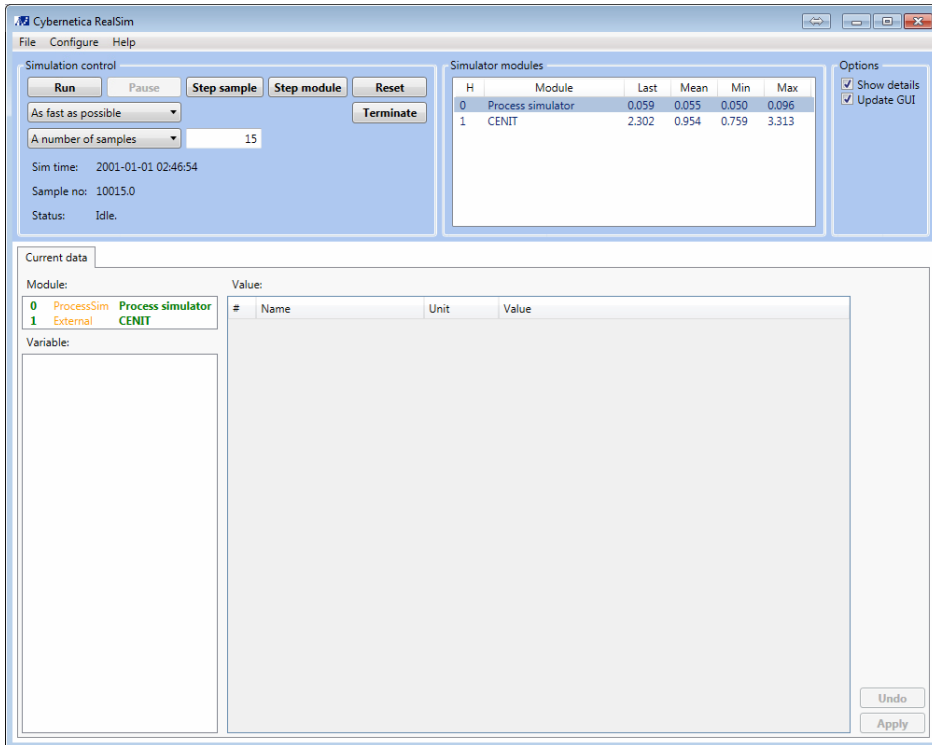 Cybernetica RealSim
File Configure Help
Simulation control
Run Pause Step sample Step module Reset
As fast as possible Terminate
A number of samples 15
Sim time: 2001-01-01 02:46:54
Sample no: 10015.0
Status: Idle.
Simulator modules
H Module Last Mean Min Max
0 Process simulator 0.059 0.055 0.050 0.096
1 CENIT 2.302 0.954 0.759 3.313
Options
Show details
Update GUI
Current data
Module:
0 ProcessSim Process simulator
1 External CENIT
Variable:
Value:
# Name Unit Value
Undo
Apply